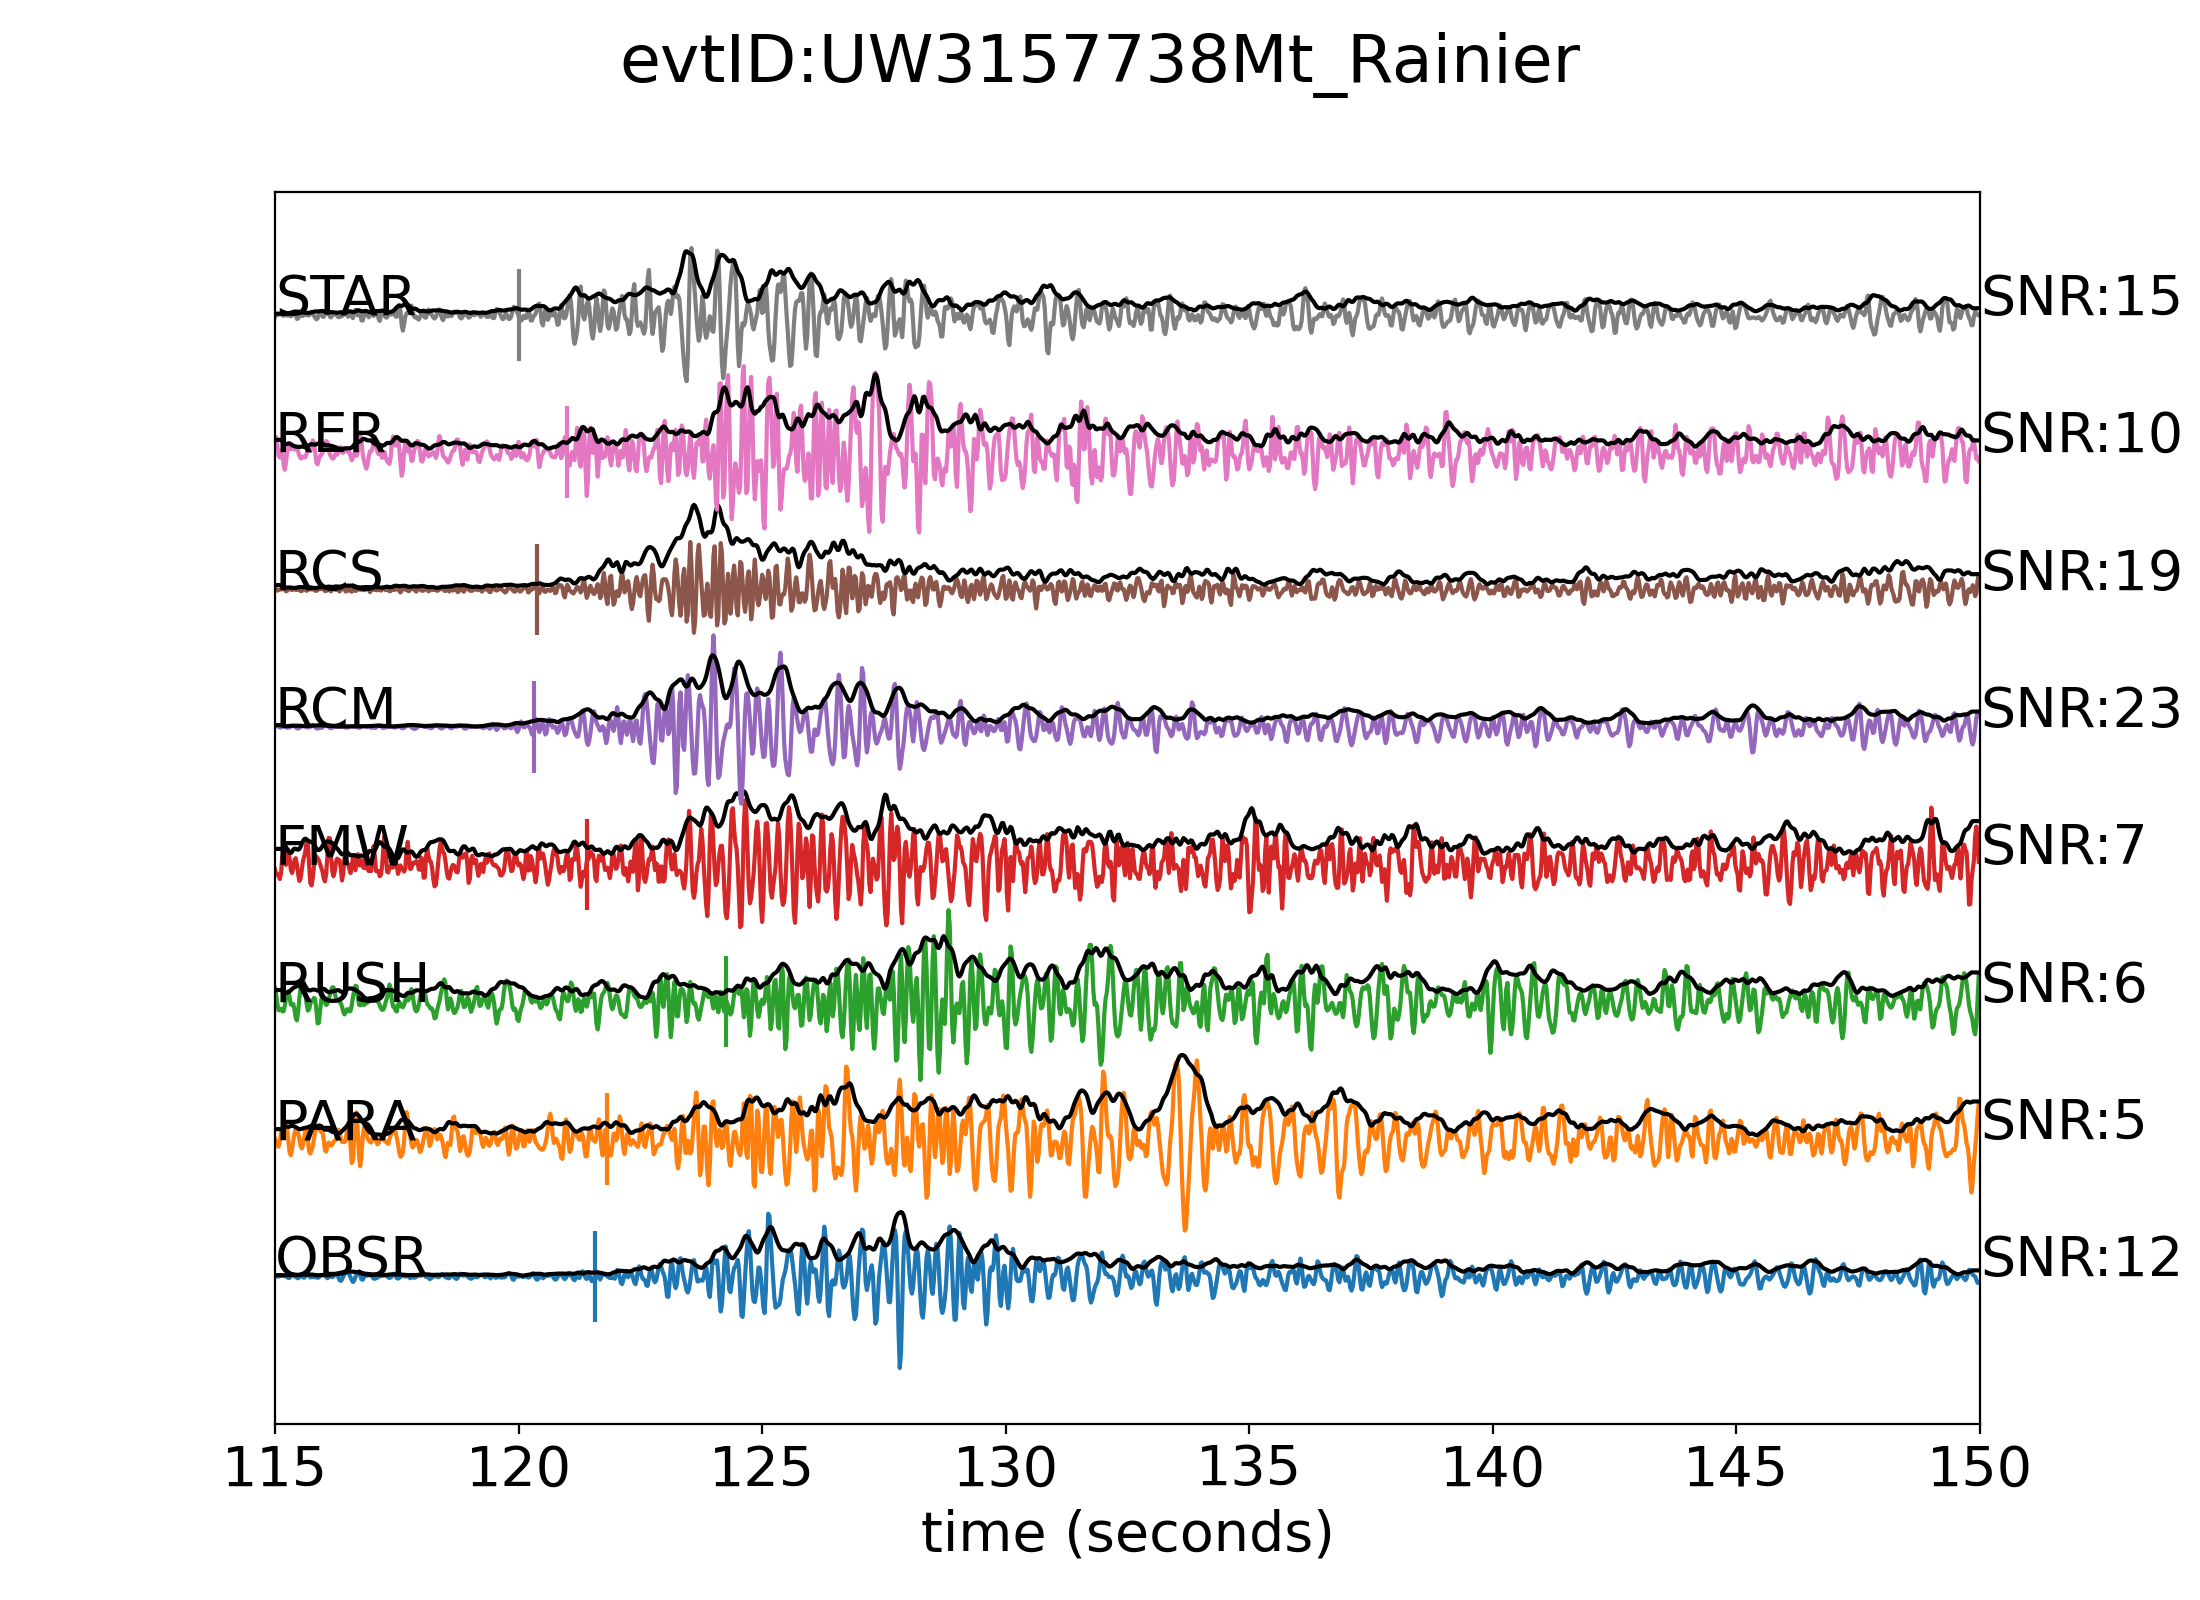 evtID:UW3157738Mt_Rainier
STAR SNR:15
RER SNR:10
RCS SNR:19
RCM SNR:23
FMW SNR:7
RUSH SNR:6
PARA SNR:5
OBSR SNR:12
115 120 125 130 135 140 145 150
time (seconds)